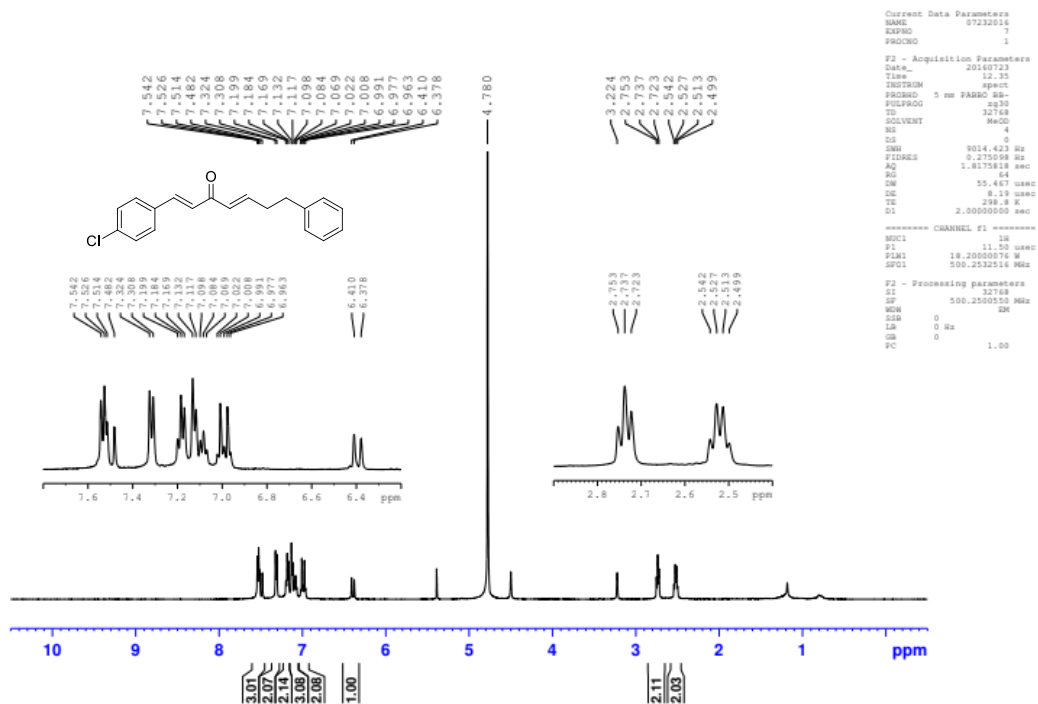 Current Data Parameters
NAME 07232016
EXPNO 7
PROCNO 1
F2 - Acquisition Parameters
Date_ 20160723
Time 12.35
INSTRUM spect
PROBHD 5 mm PABBO BB-
PULPROG zg30
TD 32768
SOLVENT MeOD
NS 4
DS 0
SWH 9014.423 Hz
FIDRES 0.275098 Hz
AQ 1.8175818 sec
RG 64
DW 55.467 usec
DE 8.19 usec
TE 298.8 K
D1 2.00000000 sec
======== CHANNEL f1 ========
NUC1 1H
P1 11.50 usec
PLW1 18.20000076 W
SFO1 500.2532516 MHz
F2 - Processing parameters
SI 32768
SF 500.2500550 MHz
WDW EM
SSB 0
LB 0 Hz
GB 0
PC 1.00
7.542
7.526
7.514
7.482
7.324
7.308
7.199
7.184
7.169
7.132
7.117
7.098
7.084
7.069
7.022
7.008
6.991
6.977
6.963
6.410
6.378
4.780
3.224
2.753
2.737
2.723
2.542
2.527
2.513
2.499
O
Cl
7.542
7.526
7.514
7.482
7.324
7.308
7.199
7.184
7.169
7.132
7.117
7.098
7.084
7.069
7.022
7.008
6.991
6.977
6.963
6.410
6.378
2.753
2.737
2.723
2.542
2.527
2.513
2.499
7.6 7.4 7.2 7.0 6.8 6.6 6.4 ppm
2.8 2.7 2.6 2.5 ppm
10 9 8 7 6 5 4 3 2 1 ppm
3.01
2.07
2.14
3.08
2.08
1.00
2.11
2.03